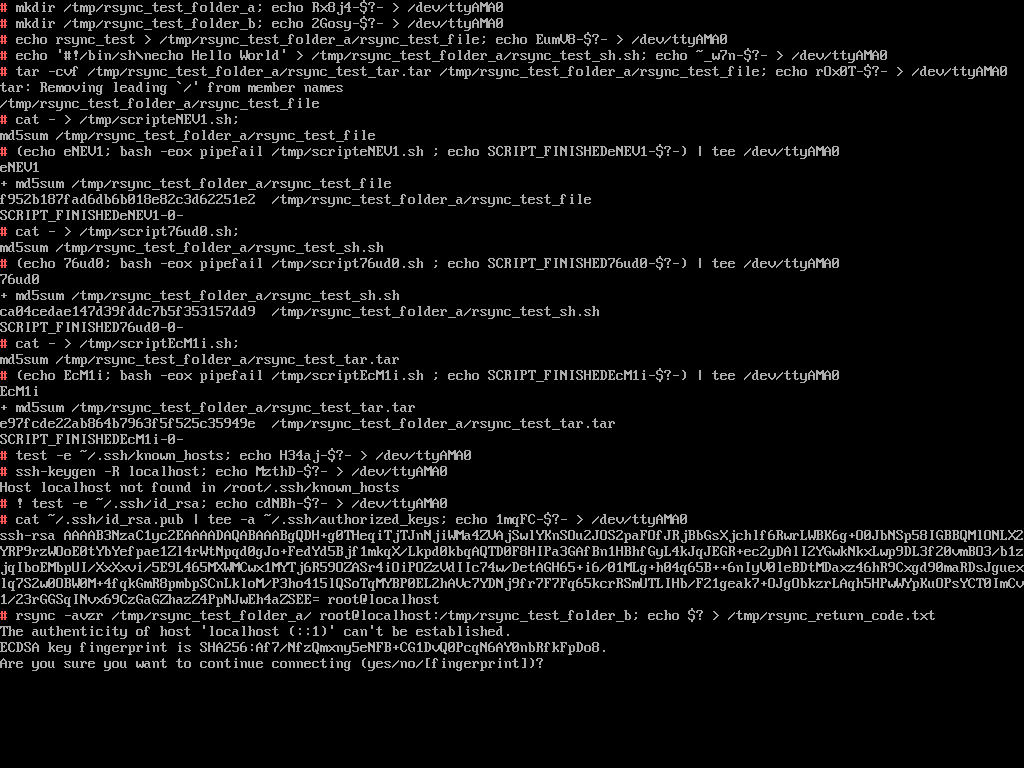 # mkdir /tmp/rsync_test_folder_a; echo Rx8j4-$?- > /dev/ttyAMA0
# mkdir /tmp/rsync_test_folder_b; echo 2Gosy-$?- > /dev/ttyAMA0
# echo rsync_test > /tmp/rsync_test_folder_a/rsync_test_file; echo EumV8-$?- > /dev/ttyAMA0
# echo '#!/bin/sh\necho Hello World' > /tmp/rsync_test_folder_a/rsync_test_sh.sh; echo ~_w7n-$?- > /dev/ttyAMA0
# tar -cvf /tmp/rsync_test_folder_a/rsync_test_tar.tar /tmp/rsync_test_folder_a/rsync_test_file; echo rOx0T-$?- > /dev/ttyAMA0
tar: Removing leading `/' from member names
/tmp/rsync_test_folder_a/rsync_test_file
# cat - > /tmp/scripteNEV1.sh;
md5sum /tmp/rsync_test_folder_a/rsync_test_file
# (echo eNEV1; bash -eox pipefail /tmp/scripteNEV1.sh ; echo SCRIPT_FINISHEDeNEV1-$?-) | tee /dev/ttyAMA0
eNEV1
+ md5sum /tmp/rsync_test_folder_a/rsync_test_file
f952b187fad6db6b018e82c3d62251e2  /tmp/rsync_test_folder_a/rsync_test_file
SCRIPT_FINISHEDeNEV1-0-
# cat - > /tmp/script76ud0.sh;
md5sum /tmp/rsync_test_folder_a/rsync_test_sh.sh
# (echo 76ud0; bash -eox pipefail /tmp/script76ud0.sh ; echo SCRIPT_FINISHED76ud0-$?-) | tee /dev/ttyAMA0
76ud0
+ md5sum /tmp/rsync_test_folder_a/rsync_test_sh.sh
ca04cedae147d39fddc7b5f353157dd9  /tmp/rsync_test_folder_a/rsync_test_sh.sh
SCRIPT_FINISHED76ud0-0-
# cat - > /tmp/scriptEcM1i.sh;
md5sum /tmp/rsync_test_folder_a/rsync_test_tar.tar
# (echo EcM1i; bash -eox pipefail /tmp/scriptEcM1i.sh ; echo SCRIPT_FINISHEDEcM1i-$?-) | tee /dev/ttyAMA0
EcM1i
+ md5sum /tmp/rsync_test_folder_a/rsync_test_tar.tar
e97fcde22ab864b7963f5f525c35949e  /tmp/rsync_test_folder_a/rsync_test_tar.tar
SCRIPT_FINISHEDEcM1i-0-
# test -e ~/.ssh/known_hosts; echo H34aj-$?- > /dev/ttyAMA0
# ssh-keygen -R localhost; echo MzthD-$?- > /dev/ttyAMA0
Host localhost not found in /root/.ssh/known_hosts
# ! test -e ~/.ssh/id_rsa; echo cdNBh-$?- > /dev/ttyAMA0
# cat ~/.ssh/id_rsa.pub | tee -a ~/.ssh/authorized_keys; echo 1mqFC-$?- > /dev/ttyAMA0
ssh-rsa AAAAB3NzaC1yc2EAAAADAQABAAABgQDH+g0THeqiTjTJnNjiWMa4ZVAjSwlYKnSOu2JOS2paFOfJRjBbGsXjchlf6RwrLWBK6g+O0JbNSp58IGBBQMlONLX2
YRP9rzWOoE0tYbYefpae1Zl4rWtNpqd0gJo+FedYd5Bjf1mkqX/Lkpd0kbqAQTD0F8HIPa3GAfBn1HBhfGyL4kJqJEGR+ec2yDAlI2YGwkNkxLwp9DL3f20vmBO3/b1z
jqIboEMbpUI/XxXxvi/5E9L465MXWMCwx1MYTj6R59OZASr4iOiPOZzVdIIc74w/DetAGH65+i6/01MLg+h04q65B++6nIyV0leBDtMDaxz46hR9Cxgd90maRDsJguex
lq7S2w0OBW0M+4fqkGmR8pmbpSCnLkloM/P3ho415lQSoTqMYBP0EL2hAVc7YDNj9fr7F7Fq65kcrRSmUTLIHb/F21geak7+OJgObkzrLAqh5HPwWYpKuOPsYCT0ImCv
1/23rGGSqINvx69CzGaGZhazZ4PpNJwEh4aZSEE= root@localhost
# rsync -avzr /tmp/rsync_test_folder_a/ root@localhost:/tmp/rsync_test_folder_b; echo $? > /tmp/rsync_return_code.txt
The authenticity of host 'localhost (::1)' can't be established.
ECDSA key fingerprint is SHA256:Af7/NfzQmxny5eNFB+CG1DvQ0PcqN6AY0nbRfkFpDo8.
Are you sure you want to continue connecting (yes/no/[fingerprint])?